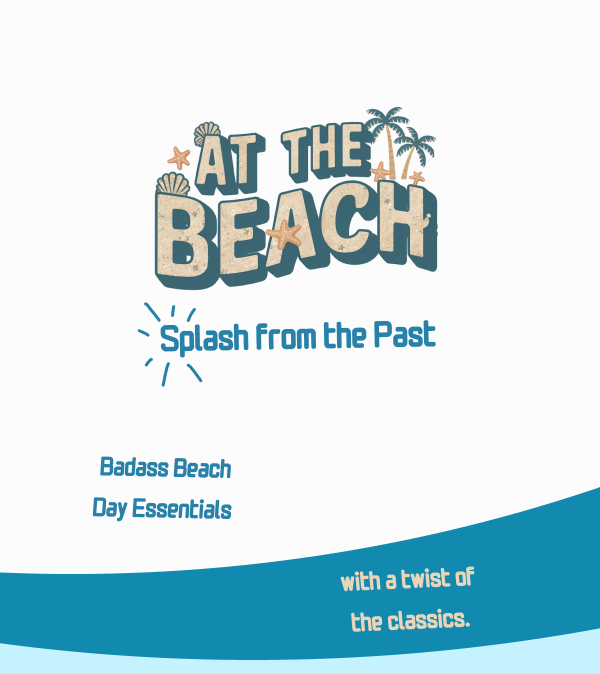 AT THE
BEACH
Splash from the Past
Badass Beach
Day Essentials
with a twist of
the classics.